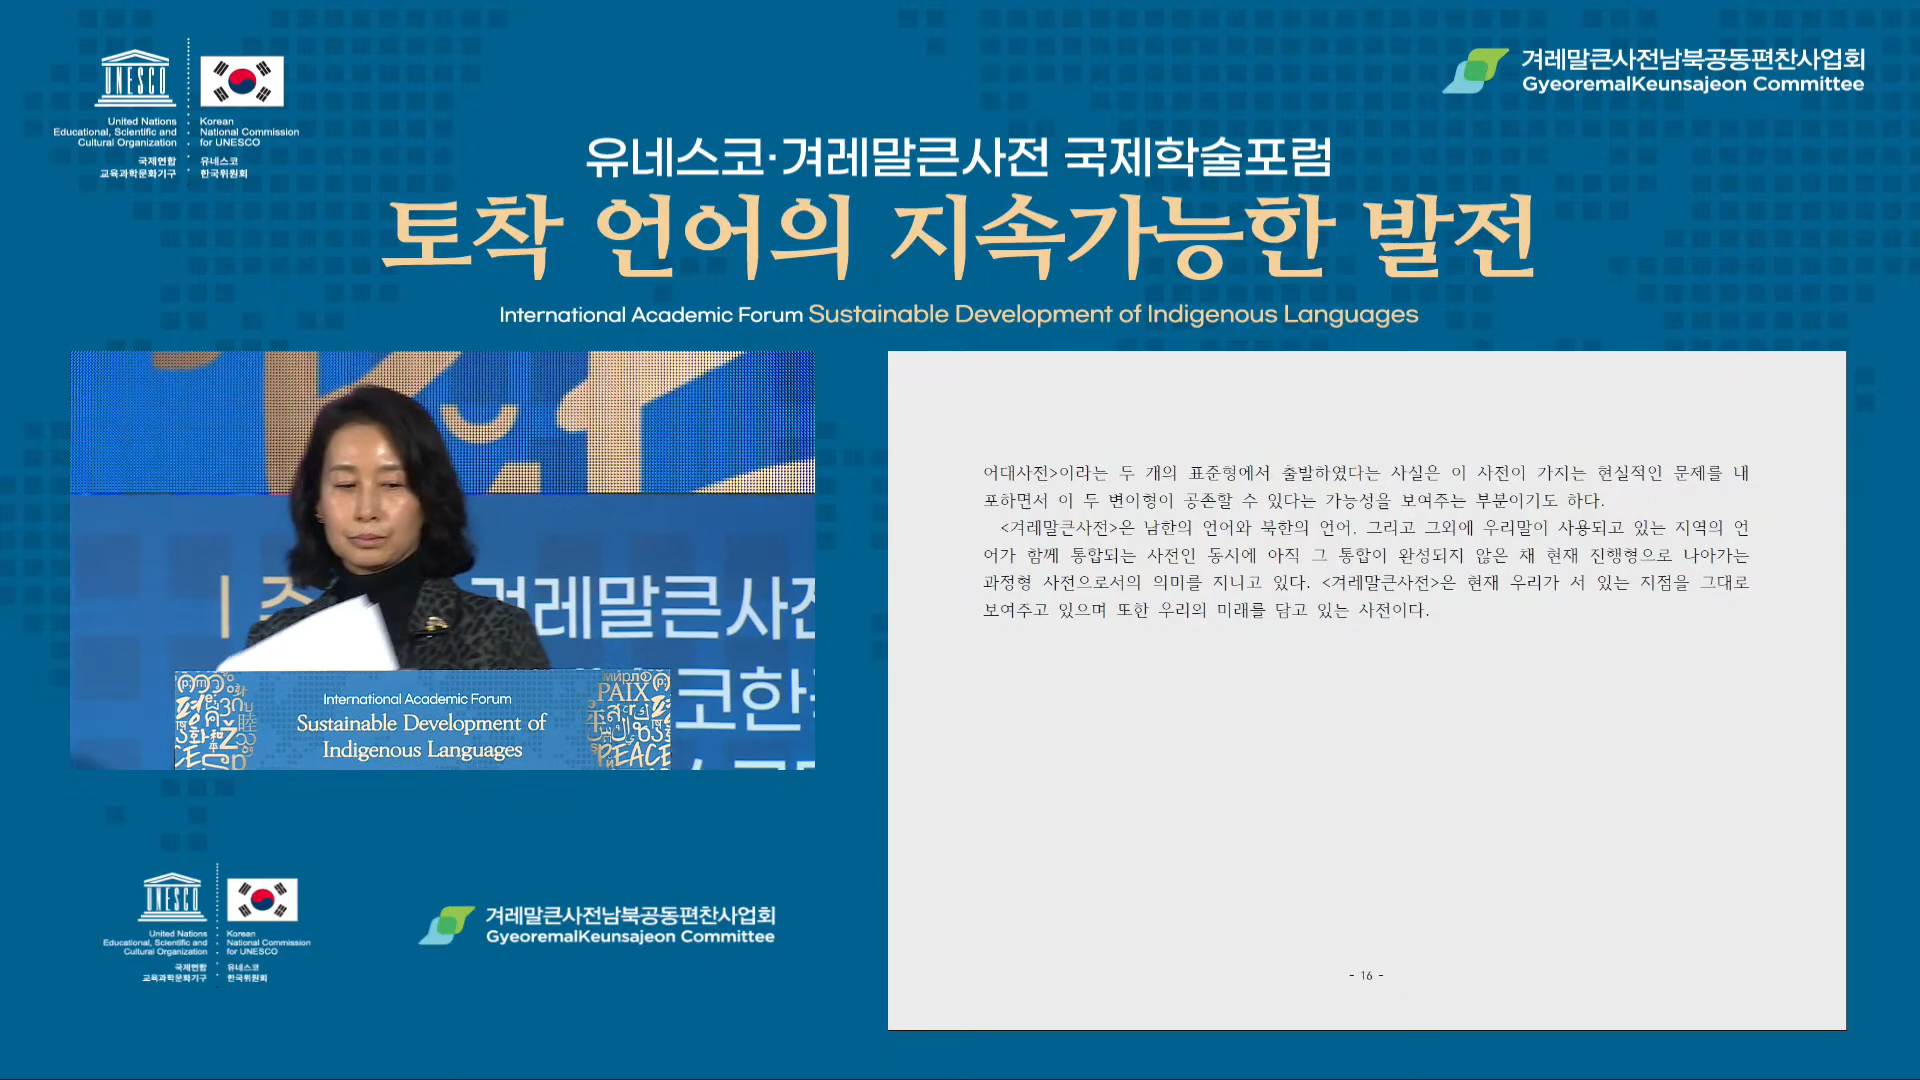 UNESCO
United Nations
Educational, Scientific and
Cultural Organization
국제연합
교육과학문화기구
Korean
National Commission
for UNESCO
유네스코
한국위원회
겨레말큰사전남북공동편찬사업회
GyeoremalKeunsajeon Committee
유네스코·겨레말큰사전 국제학술포럼
토착 언어의 지속가능한 발전
International Academic Forum Sustainable Development of Indigenous Languages
겨레말큰사전
코한
International Academic Forum
Sustainable Development of
Indigenous Languages
PAIX
PEACE
어대사전>이라는 두 개의 표준형에서 출발하였다는 사실은 이 사전이 가지는 현실적인 문제를 내
포하면서 이 두 변이형이 공존할 수 있다는 가능성을 보여주는 부분이기도 하다.
<겨레말큰사전>은 남한의 언어와 북한의 언어, 그리고 그외에 우리말이 사용되고 있는 지역의 언
어가 함께 통합되는 사전인 동시에 아직 그 통합이 완성되지 않은 채 현재 진행형으로 나아가는
과정형 사전으로서의 의미를 지니고 있다. <겨레말큰사전>은 현재 우리가 서 있는 지점을 그대로
보여주고 있으며 또한 우리의 미래를 담고 있는 사전이다.
- 16 -
UNESCO
United Nations
Educational, Scientific and
Cultural Organization
국제연합
교육과학문화기구
Korean
National Commission
for UNESCO
유네스코
한국위원회
겨레말큰사전남북공동편찬사업회
GyeoremalKeunsajeon Committee